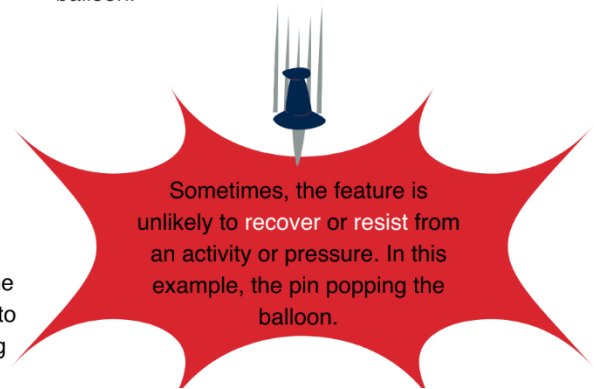 Sometimes, the feature is
unlikely to recover or resist from
an activity or pressure. In this
example, the pin popping the
balloon.
to